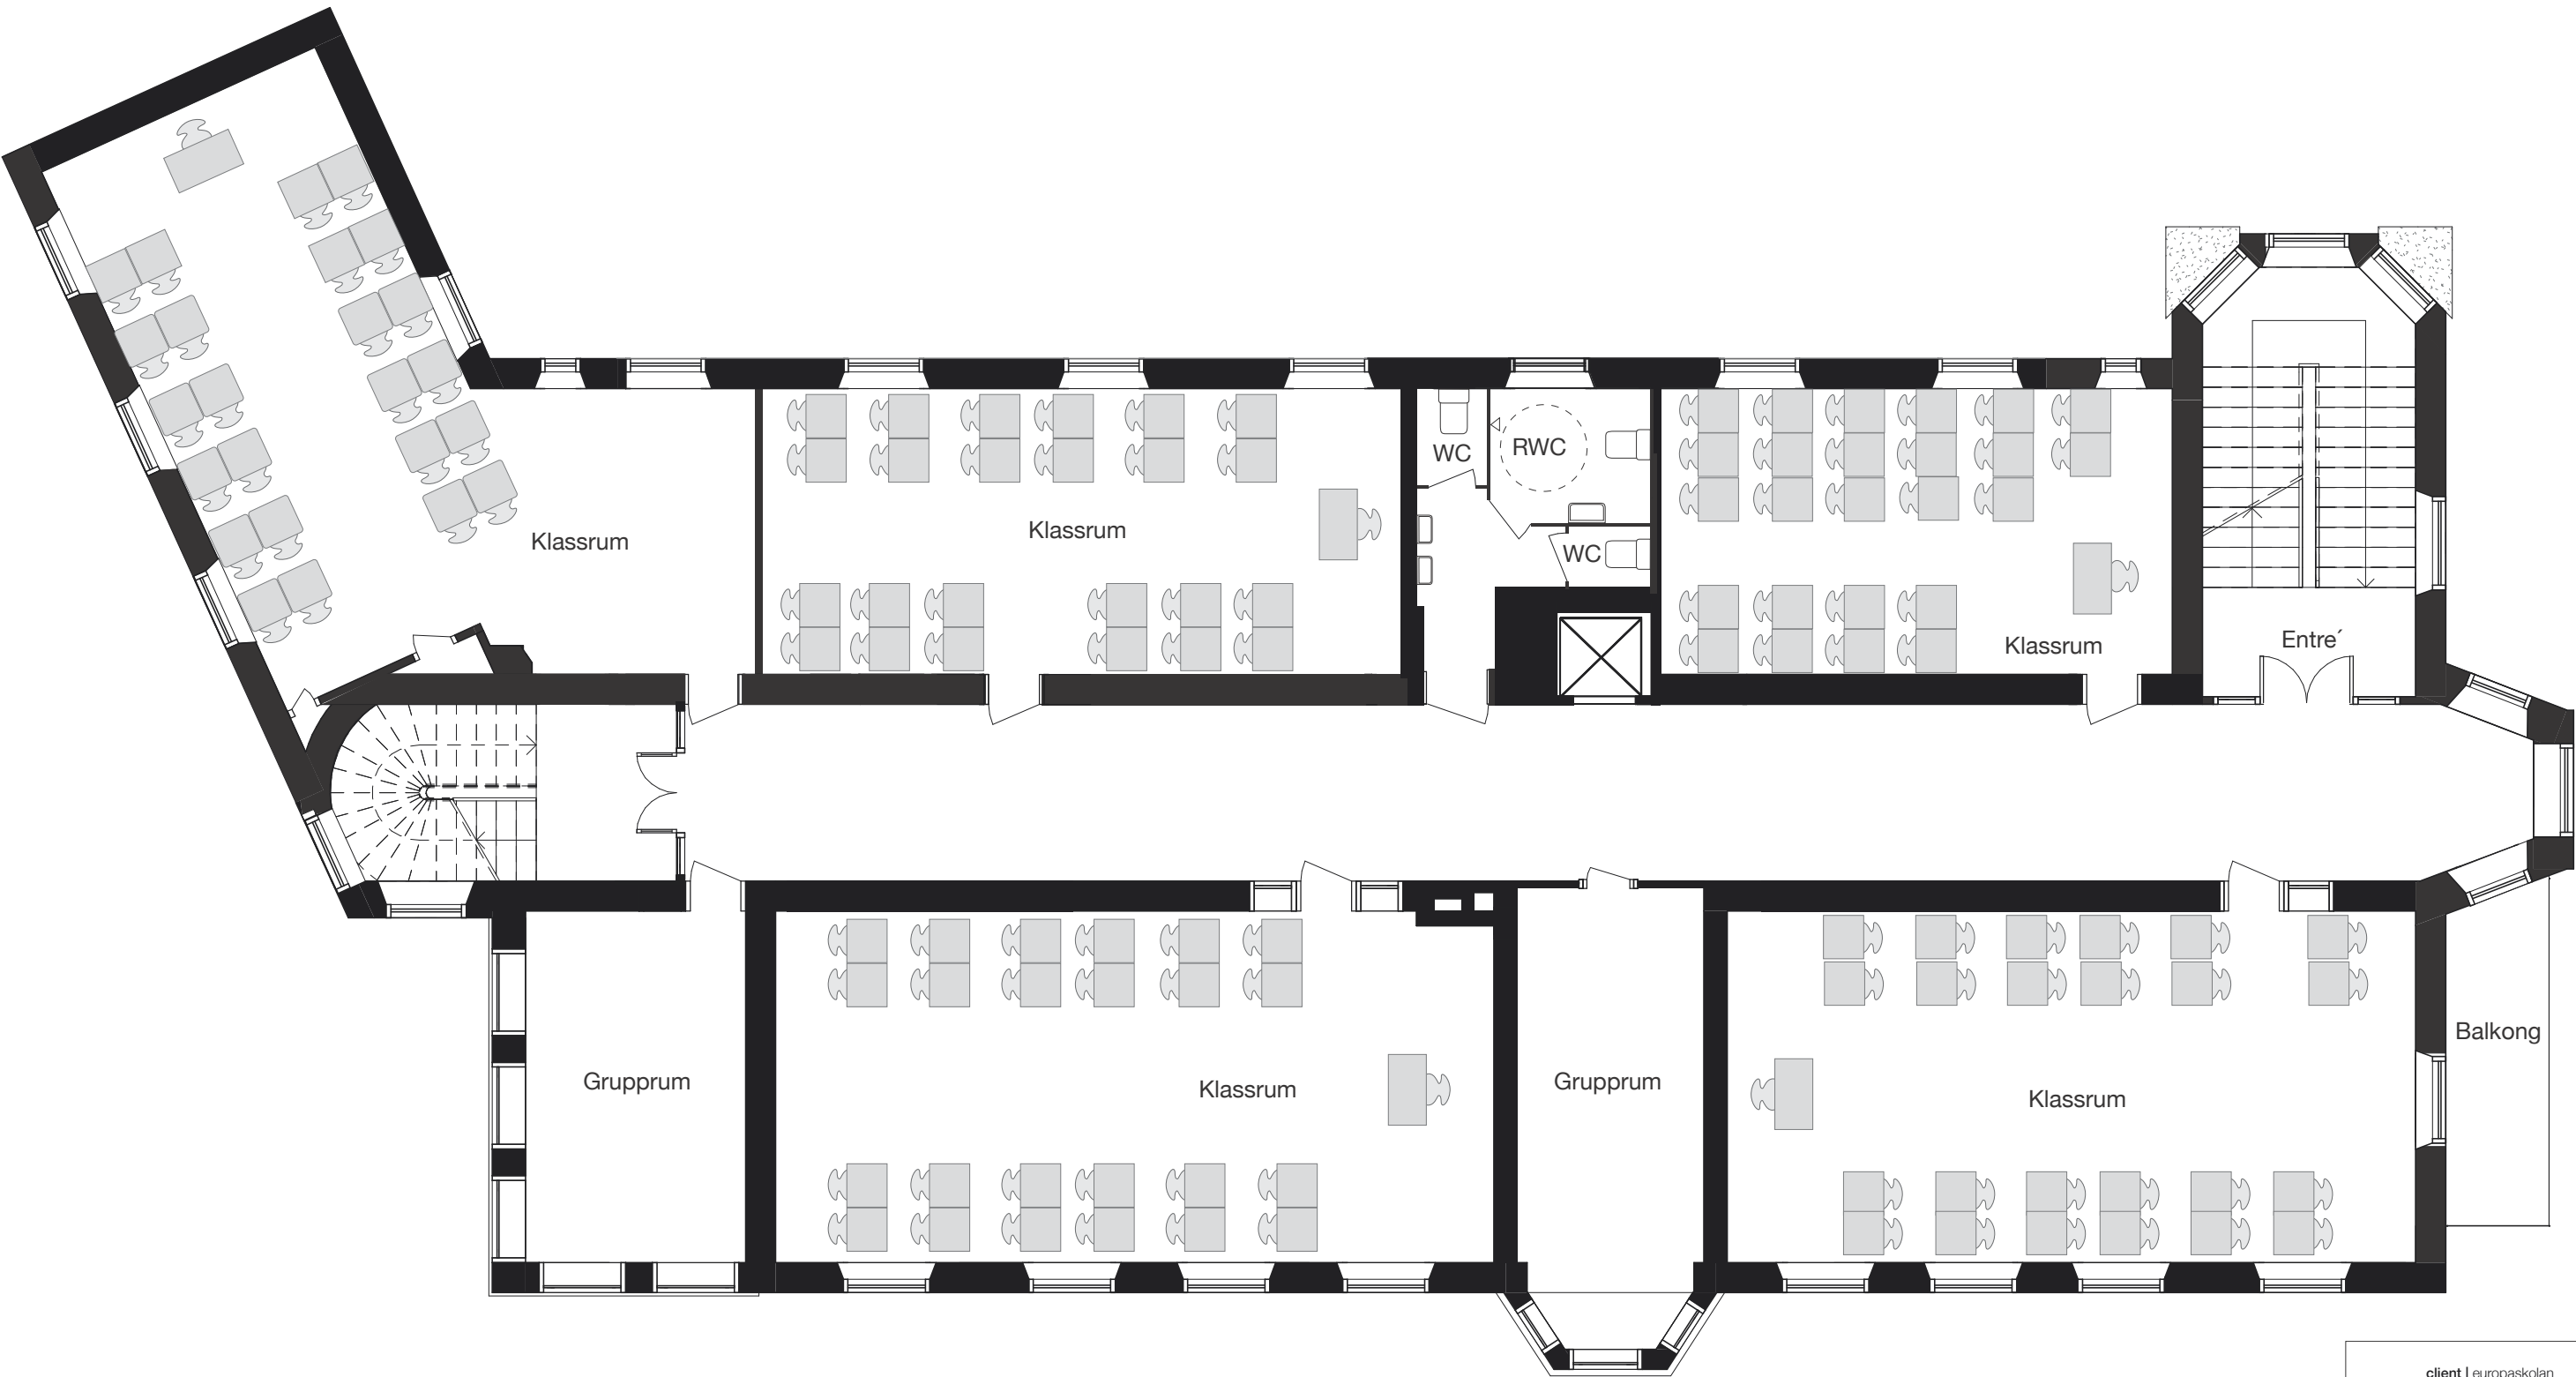 WC
RWC
Klassrum
Klassrum
WC
Klassrum
Entre´
Balkong
Grupprum
Klassrum
Grupprum
Klassrum
client | europaskolan